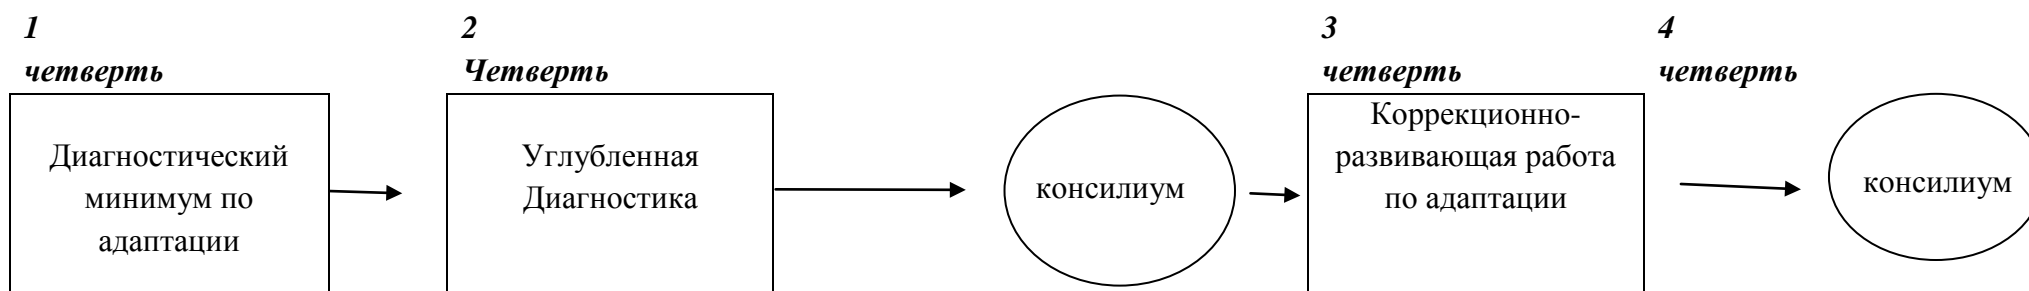 1
четверть
2
Четверть
3
четверть
4
четверть
Диагностический
минимум по
адаптации
Углубленная
Диагностика
консилиум
Коррекционно-
развивающая работа
по адаптации
консилиум